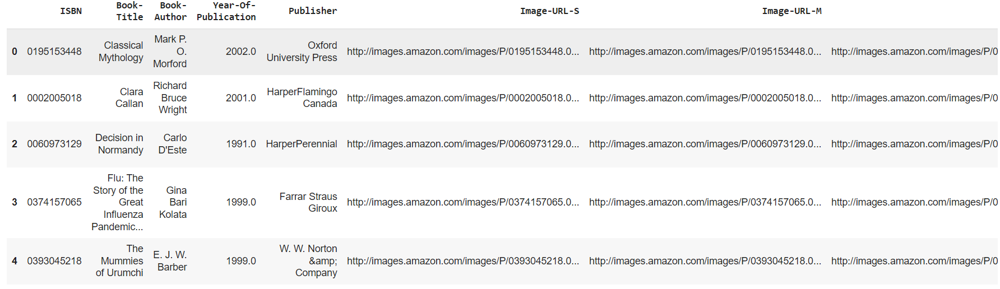 ISBN Book-Title Book-Author Year-Of-Publication Publisher Image-URL-S Image-URL-M
0 0195153448 Classical Mythology Mark P. O. Morford 2002.0 Oxford University Press http://images.amazon.com/images/P/0195153448.0... http://images.amazon.com/images/P/0195153448.0... http://images.amazon.com/images/P/0
1 0002005018 Clara Callan Richard Bruce Wright 2001.0 HarperFlamingo Canada http://images.amazon.com/images/P/0002005018.0... http://images.amazon.com/images/P/0002005018.0... http://images.amazon.com/images/P/0
2 0060973129 Decision in Normandy Carlo D'Este 1991.0 HarperPerennial http://images.amazon.com/images/P/0060973129.0... http://images.amazon.com/images/P/0060973129.0... http://images.amazon.com/images/P/0
3 0374157065 Flu: The Story of the Great Influenza Pandemic... Gina Bari Kolata 1999.0 Farrar Straus Giroux http://images.amazon.com/images/P/0374157065.0... http://images.amazon.com/images/P/0374157065.0... http://images.amazon.com/images/P/0
4 0393045218 The Mummies of Urumchi E. J. W. Barber 1999.0 W. W. Norton &amp; Company http://images.amazon.com/images/P/0393045218.0... http://images.amazon.com/images/P/0393045218.0... http://images.amazon.com/images/P/0